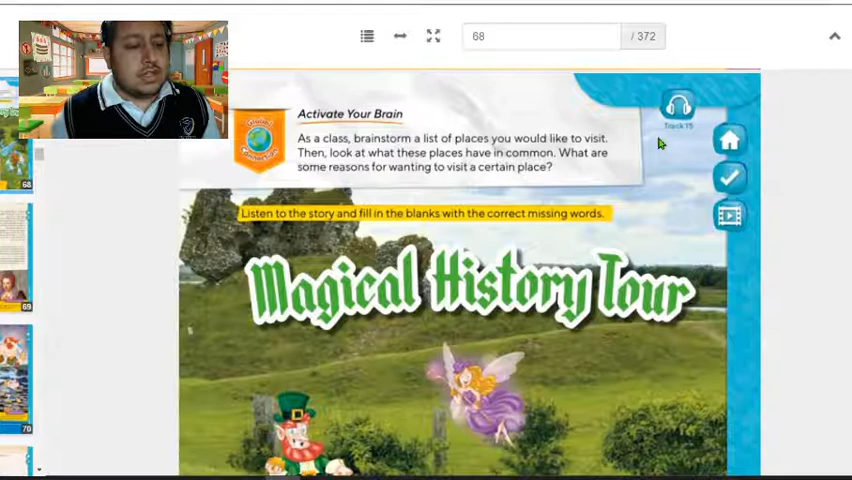 68
/ 372
Activate Your Brain
As a class, brainstorm a list of places you would like to visit.
Then, look at what these places have in common. What are
some reasons for wanting to visit a certain place?
Track 15
Listen to the story and fill in the blanks with the correct missing words.
Magical History Tour
68
69
70